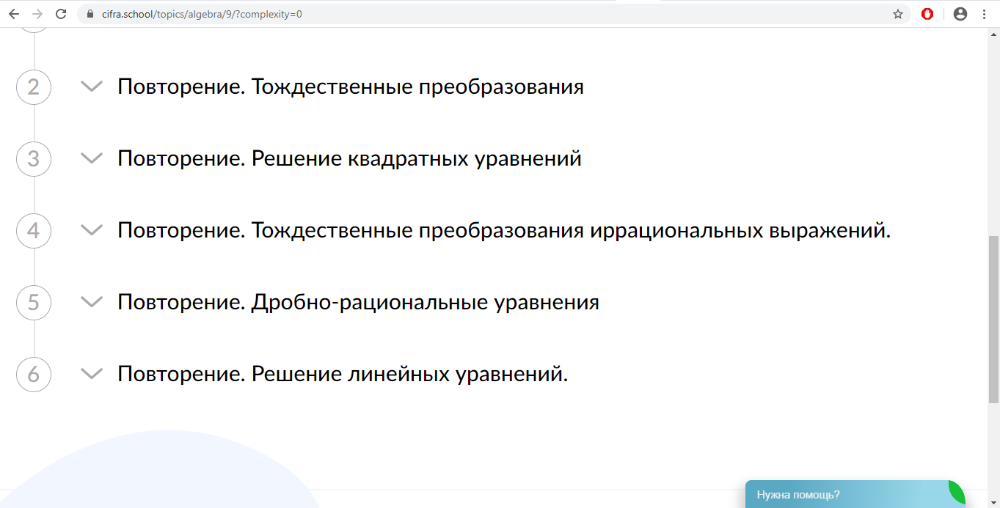 cifra.school/topics/algebra/9/?complexity=0
2 Повторение. Тождественные преобразования
3 Повторение. Решение квадратных уравнений
4 Повторение. Тождественные преобразования иррациональных выражений.
5 Повторение. Дробно-рациональные уравнения
6 Повторение. Решение линейных уравнений.
Нужна помощь?